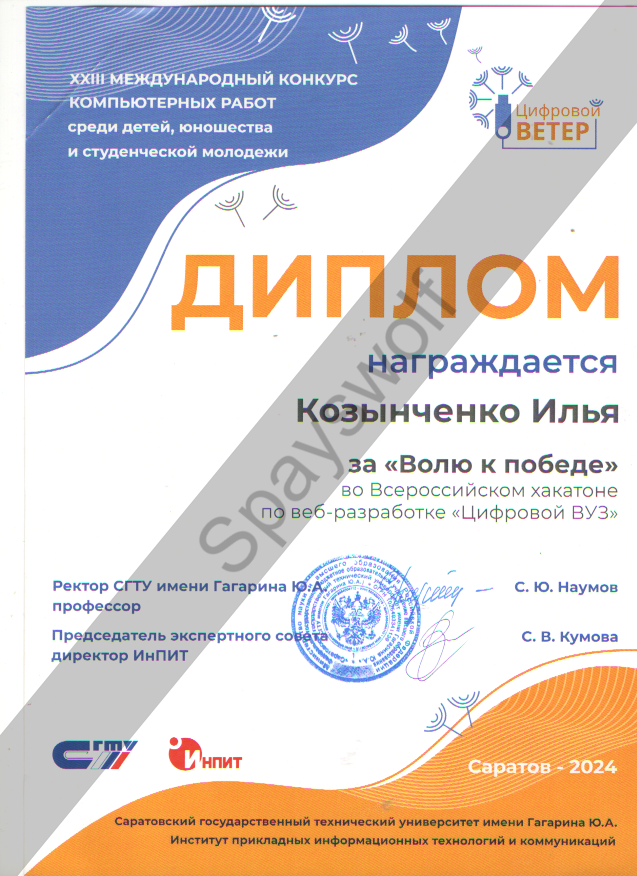 XXIII МЕЖДУНАРОДНЫЙ КОНКУРС
КОМПЬЮТЕРНЫХ РАБОТ
среди детей, юношества
и студенческой молодежи
Цифровой
ВЕТЕР
ДИПЛОМ
награждается
Козынченко Илья
за «Волю к победе»
во Всероссийском хакатоне
по веб-разработке «Цифровой ВУЗ»
Spayswolf
Ректор СГТУ имени Гагарина Ю.А.
профессор
С. Ю. Наумов
Председатель экспертного совета
директор ИнПИТ
С. В. Кумова
СГТУ
Инпит
Саратов - 2024
Саратовский государственный технический университет имени Гагарина Ю.А.
Институт прикладных информационных технологий и коммуникаций